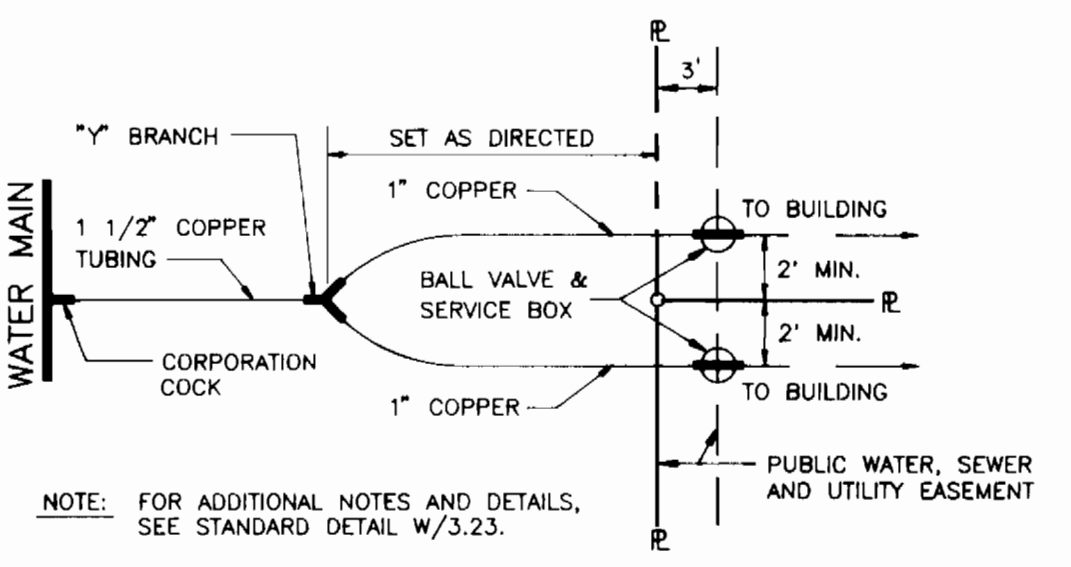 ℄
3'
"Y" BRANCH
SET AS DIRECTED
1" COPPER
WATER MAIN
1 1/2" COPPER
TUBING
TO BUILDING
BALL VALVE &
SERVICE BOX
2' MIN.
℄
2' MIN.
CORPORATION
COCK
1" COPPER
TO BUILDING
PUBLIC WATER, SEWER
AND UTILITY EASEMENT
NOTE: FOR ADDITIONAL NOTES AND DETAILS,
SEE STANDARD DETAIL W/3.23.
℄